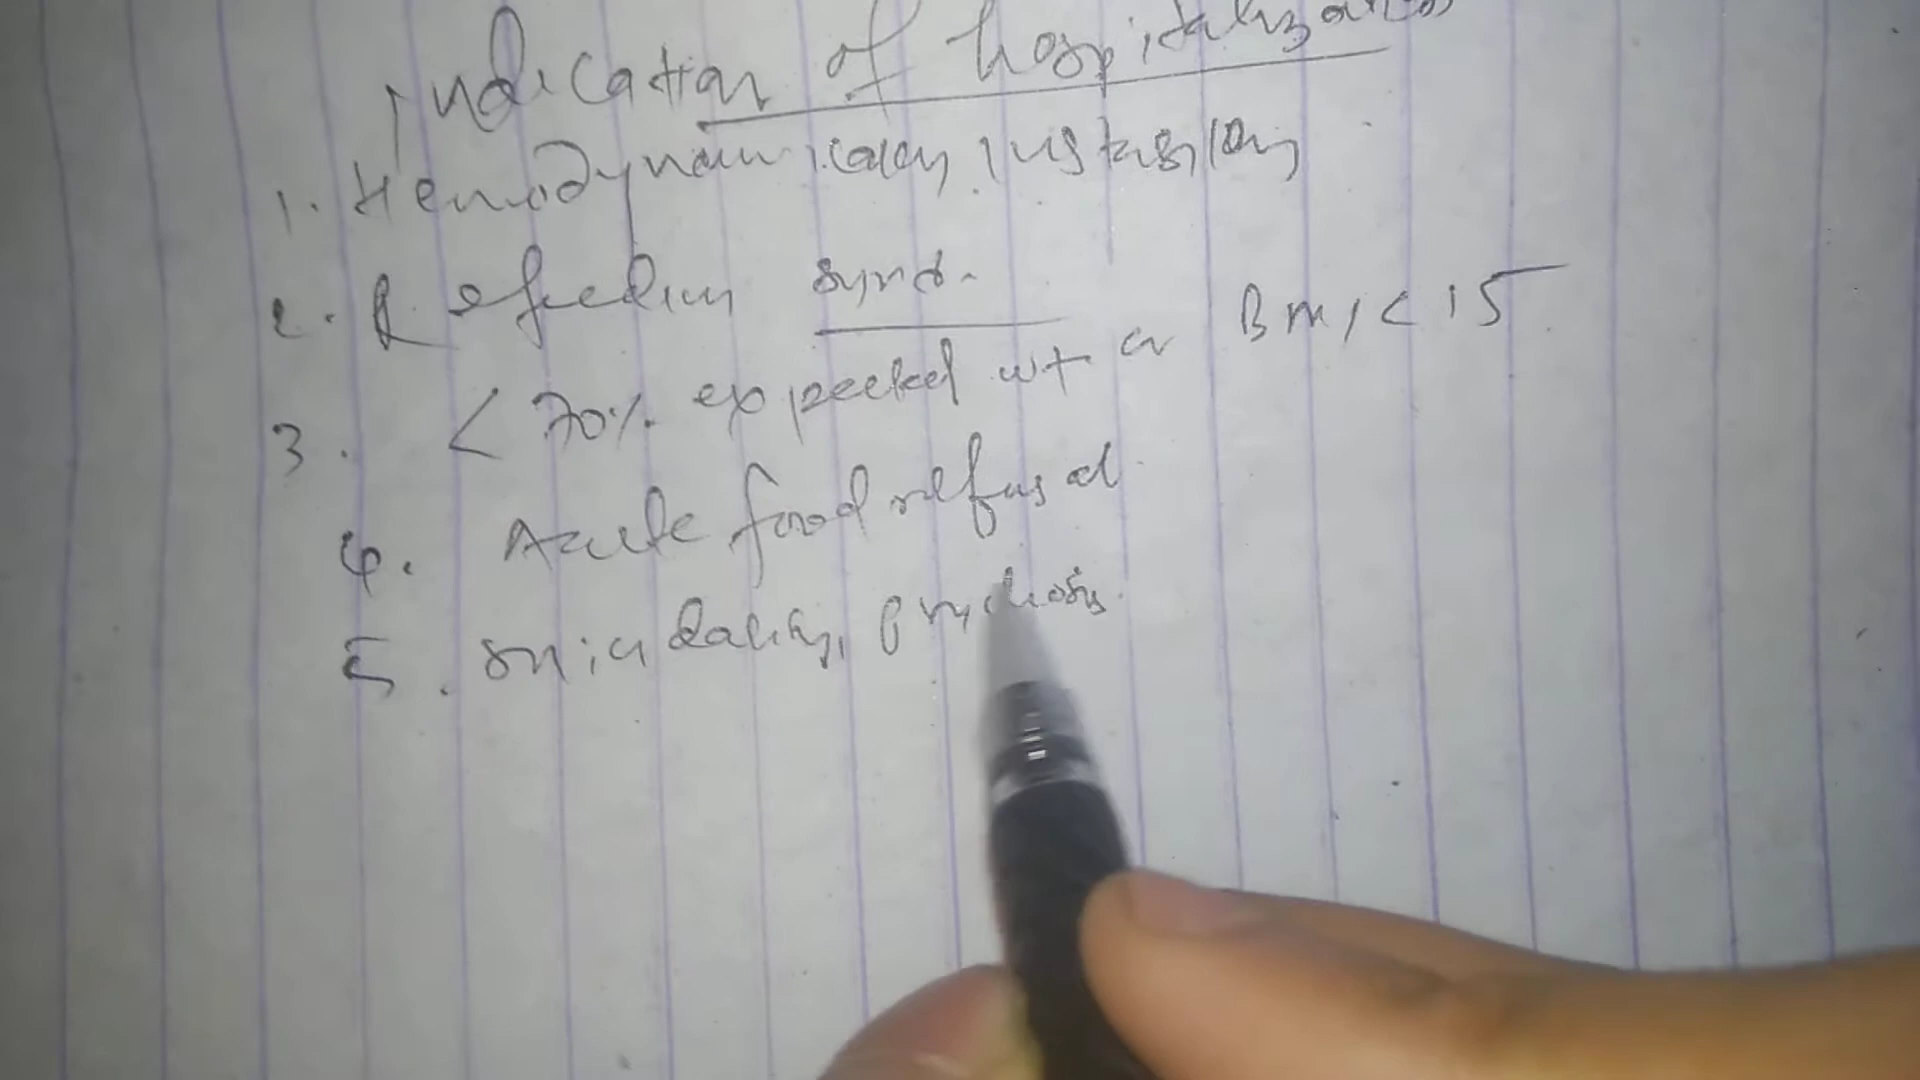 Indication of hospitalization
1. Hemodynamically instability
2. Refeeding synd.
3. < 70% expected wt or BMI < 15
4. Acute food refusal
5. suicidality, psychosis